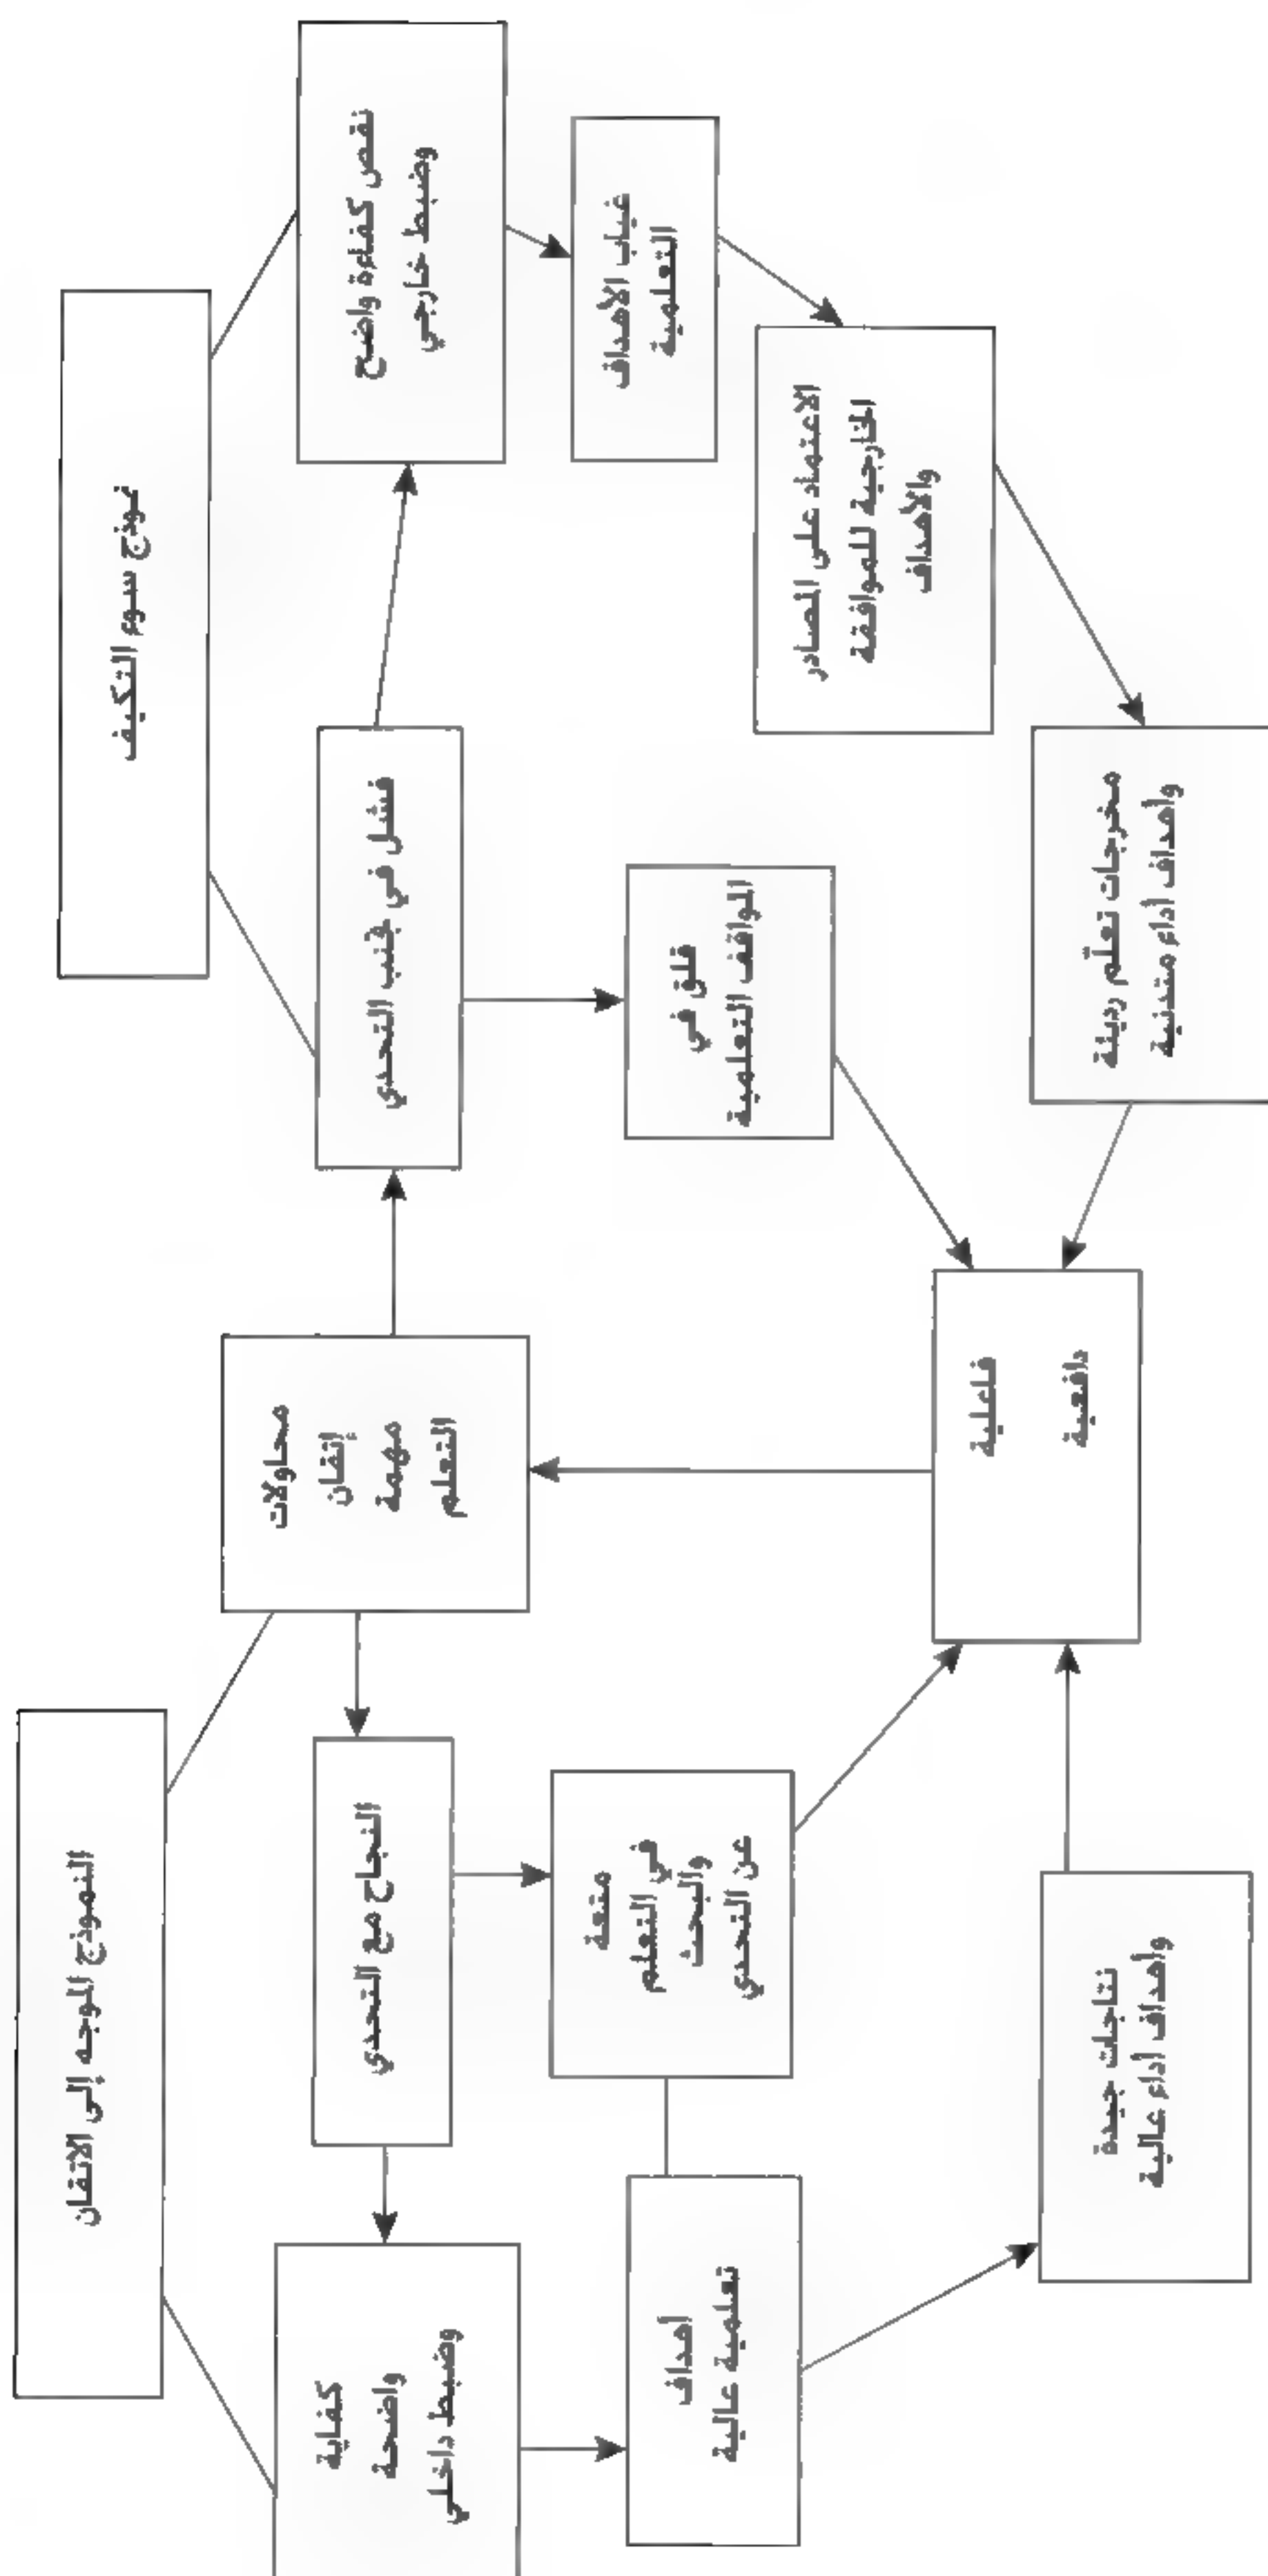 نموذج سوء التكيف
نقص كفاءة واضح
وضبط خارجي
غياب الأهداف
التعلمية
الاعتماد على المصادر
الخارجية للموافقة
والأهداف
فشل في تجنب التحدي
قلق في
المواقف التعلمية
مخرجات تعلّم رديئة
وأهداف أداء متدنية
محاولات
إتقان
مهمة
التعلم
فاعلية
دافعية
النموذج الموجه إلى الاتقان
النجاح مع التحدي
متعة
في التعلم
والبحث
عن التحدي
كفاية
واضحة
وضبط داخلي
أهداف
تعلمية عالية
نتاجات جيدة
وأهداف أداء عالية